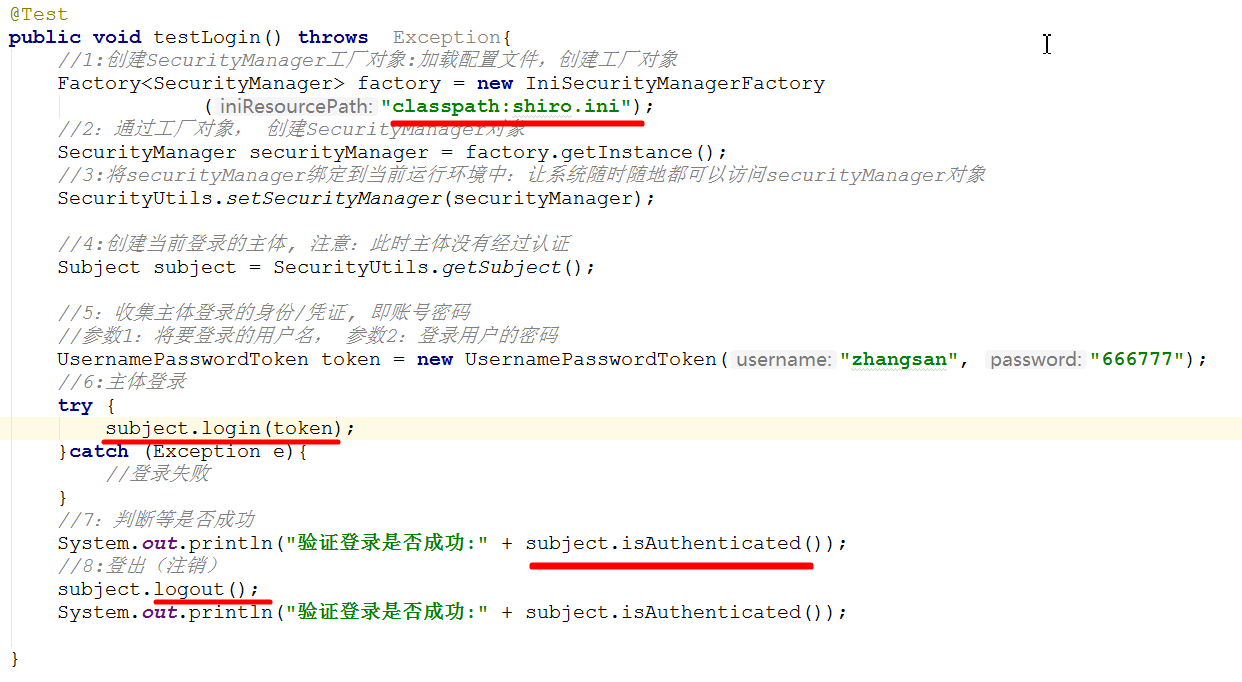 @Test
public void testLogin() throws  Exception{
//1:创建SecurityManager工厂对象:加载配置文件，创建工厂对象
Factory<SecurityManager> factory = new IniSecurityManagerFactory
( iniResourcePath: "classpath:shiro.ini");
//2：通过工厂对象， 创建SecurityManager对象
SecurityManager securityManager = factory.getInstance();
//3:将securityManager绑定到当前运行环境中：让系统随时随地都可以访问securityManager对象
SecurityUtils.setSecurityManager(securityManager);
//4:创建当前登录的主体, 注意：此时主体没有经过认证
Subject subject = SecurityUtils.getSubject();
//5：收集主体登录的身份/凭证, 即账号密码
//参数1：将要登录的用户名， 参数2：登录用户的密码
UsernamePasswordToken token = new UsernamePasswordToken( username: "zhangsan", password: "666777");
//6:主体登录
try {
subject.login(token);
}catch (Exception e){
//登录失败
}
//7：判断等是否成功
System.out.println("验证登录是否成功:" + subject.isAuthenticated());
//8:登出（注销）
subject.logout();
System.out.println("验证登录是否成功:" + subject.isAuthenticated());
}